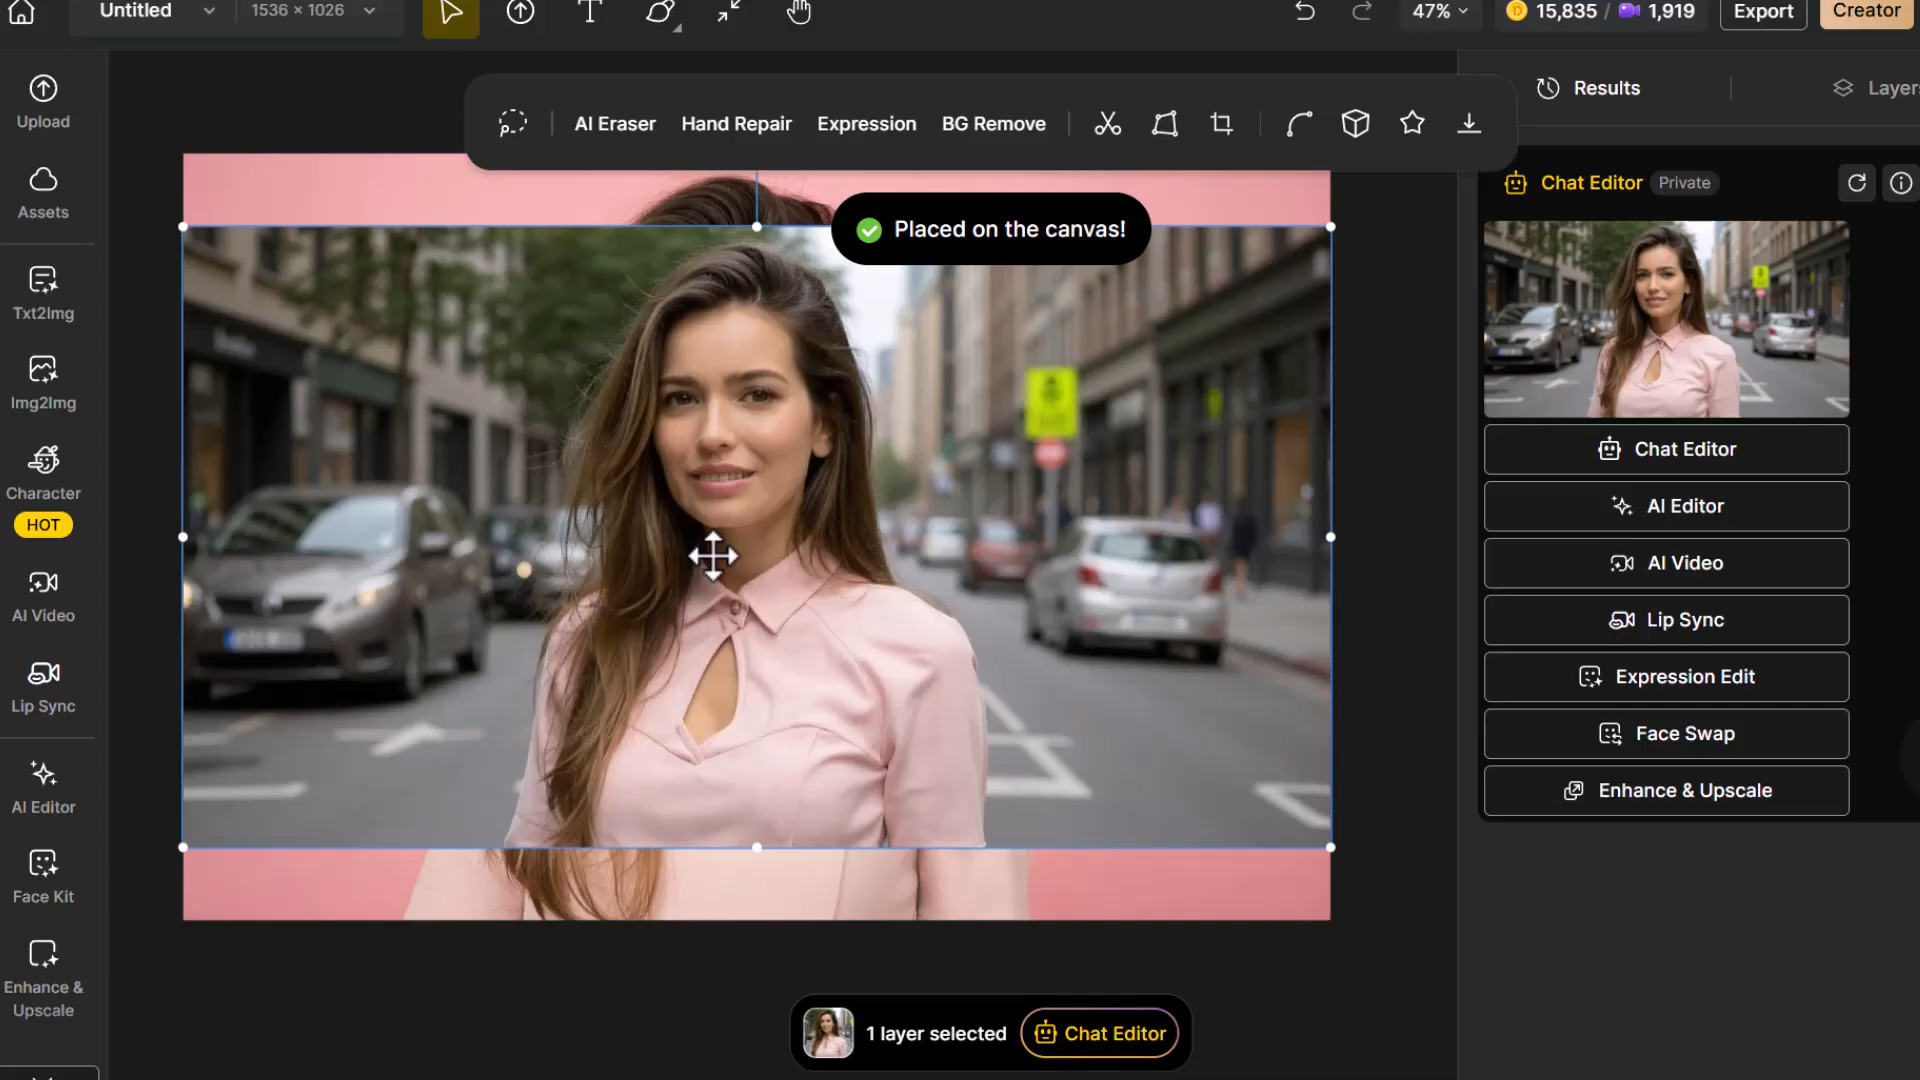 Untitled
1536 × 1026
47%
15,835 / 1,919
Export
Creator
Upload
Assets
Txt2Img
Img2Img
Character
HOT
AI Video
Lip Sync
AI Editor
Face Kit
Enhance &
Upscale
AI Eraser
Hand Repair
Expression
BG Remove
Placed on the canvas!
1 layer selected
Chat Editor
Results
Layers
Chat Editor
Private
Chat Editor
AI Editor
AI Video
Lip Sync
Expression Edit
Face Swap
Enhance & Upscale